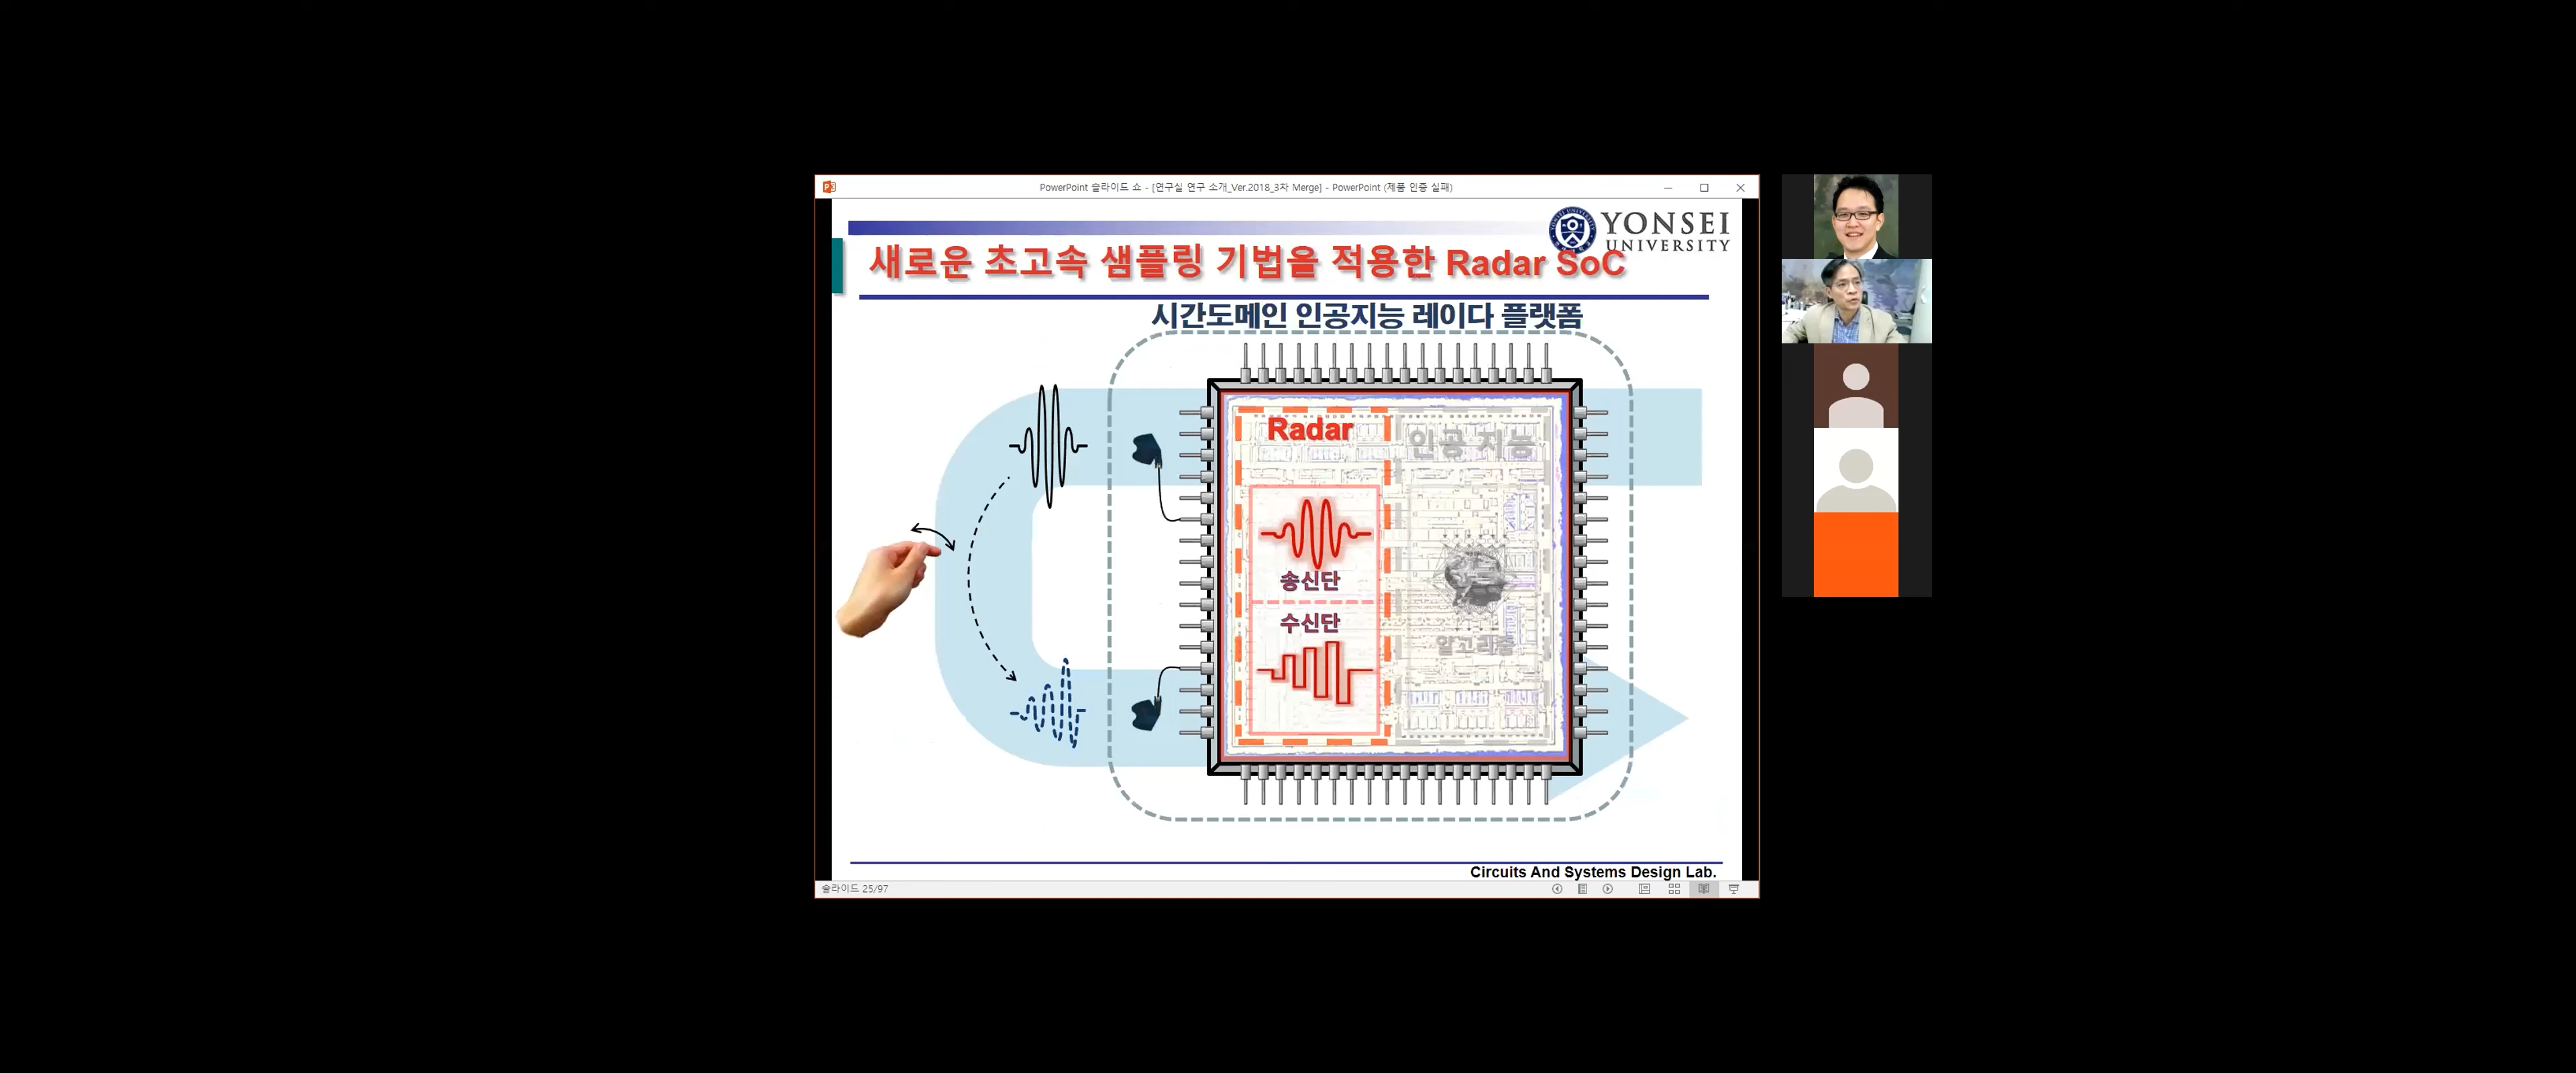 PowerPoint 슬라이드 쇼 - [연구실 연구 소개_Ver.2018_3차 Merge] - PowerPoint (제품 인증 실패)
YONSEI
UNIVERSITY
새로운 초고속 샘플링 기법을 적용한 Radar SoC
시간도메인 인공지능 레이다 플랫폼
Radar
인공 지능
송신단
수신단
알고리즘
Circuits And Systems Design Lab.
슬라이드 25/97